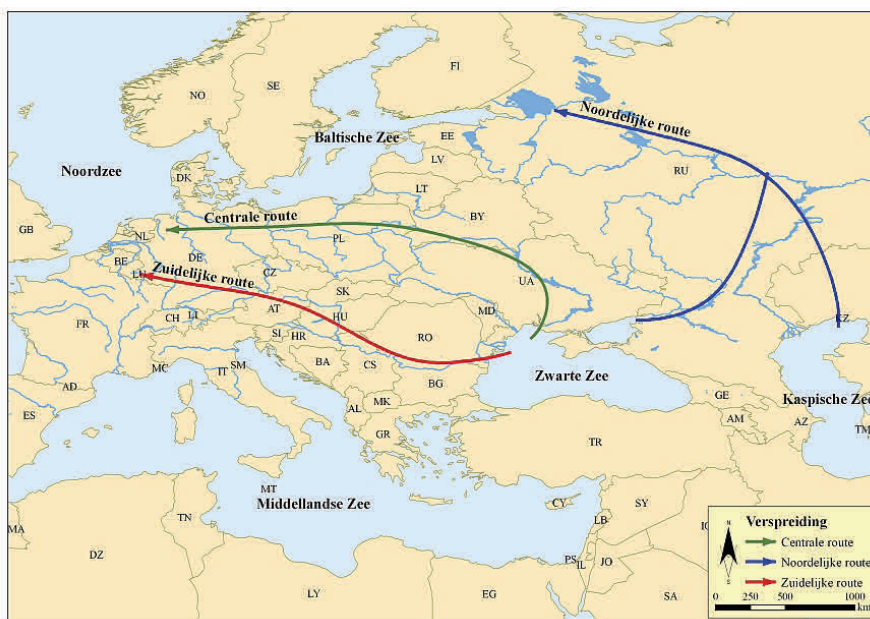 FI
NO
SE
Noordelijke route
Baltische Zee
EE
Noordzee
LV
RU
DK
LT
Centrale route
BY
GB
NL
PL
BE
DE
Zuidelijke route
CZ
UA
LU
SK
MD
FR
CH
LI
AT
HU
KZ
SI
HR
RO
MC
IT
SM
BA
CS
Zwarte Zee
AD
BG
Kaspische Zee
ES
AL
MK
GE
AM
AZ
TM
GR
TR
MT
Middellandse Zee
CY
SY
LB
MA
TN
DZ
PS
IL
JO
LY
EG
SA
Verspreiding
N
S
Centrale route
Noordelijke route
Zuidelijke route
0 250 500 1000
km